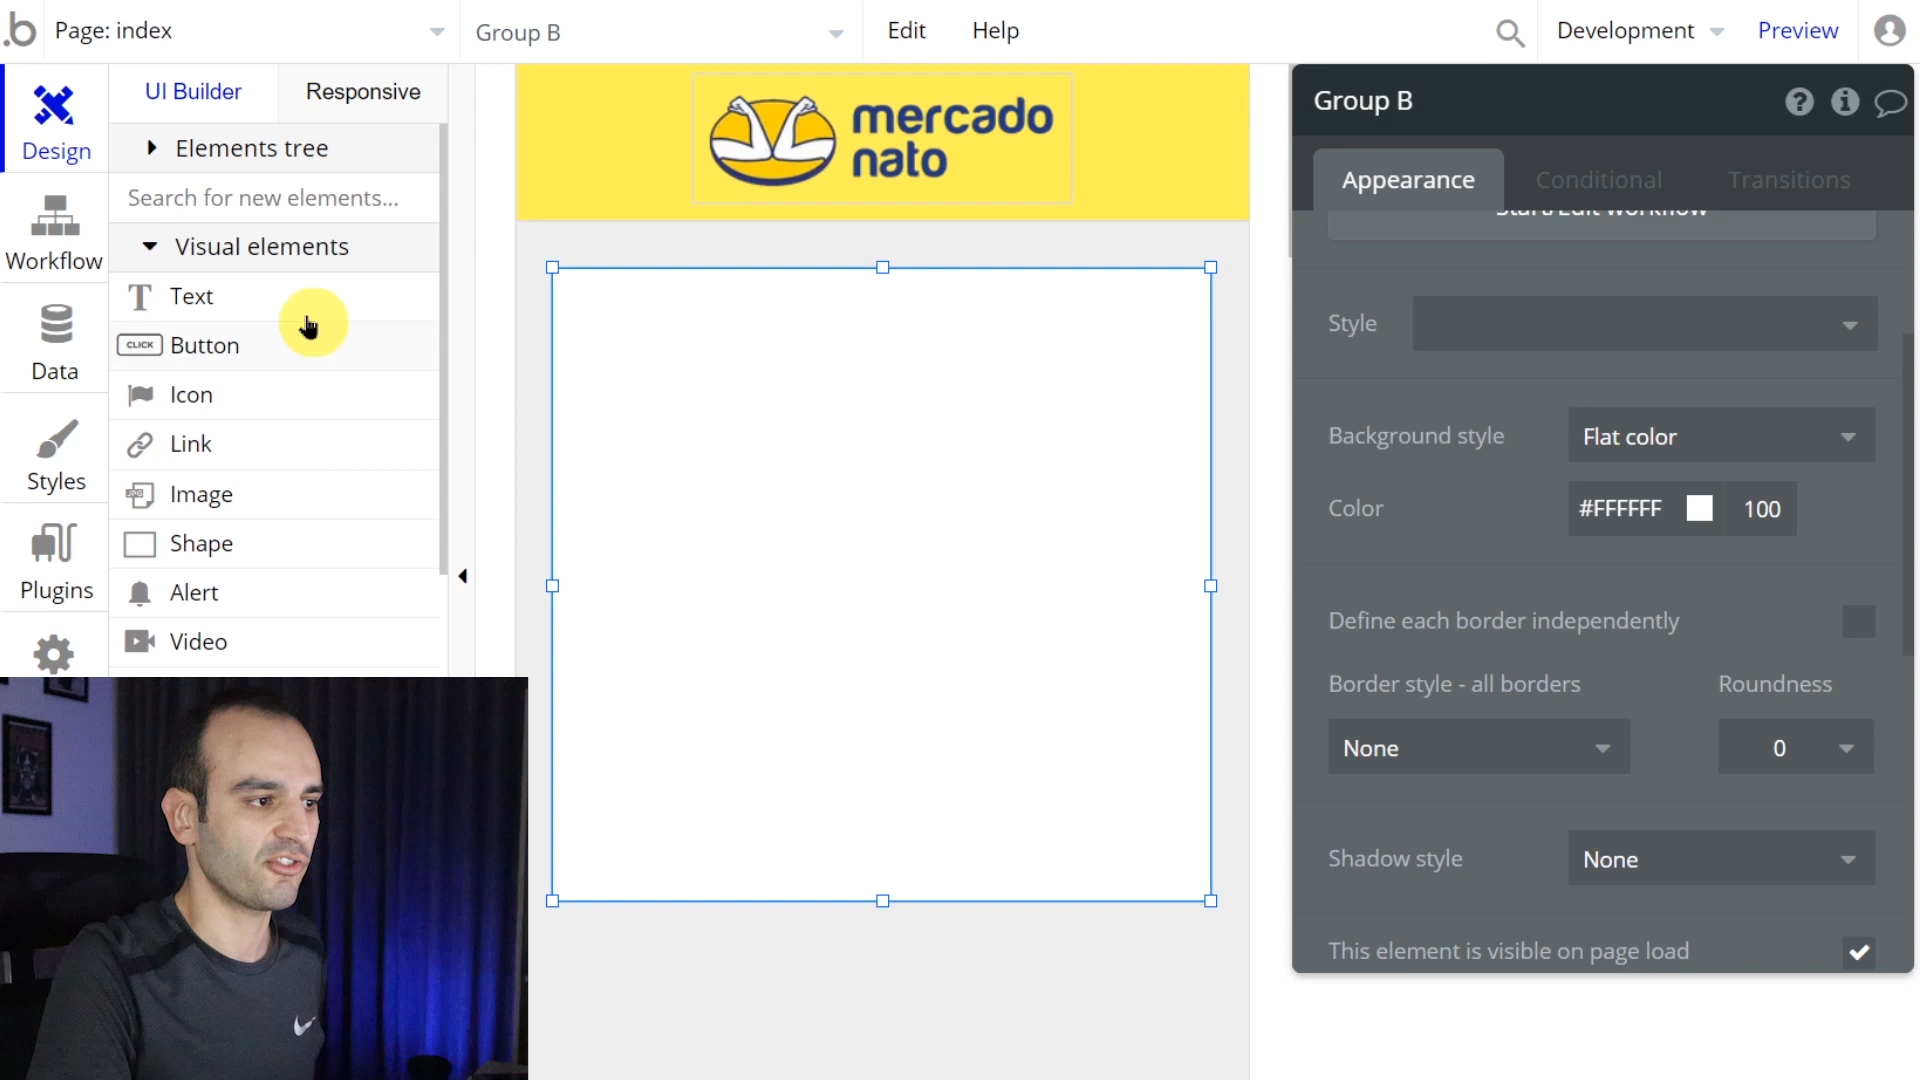 .b
Page: index
Group B
Edit
Help
Development
Preview
Design
Workflow
Data
Styles
Plugins
UI Builder
Responsive
Elements tree
Search for new elements...
Visual elements
Text
CLICK
Button
Icon
Link
Image
Shape
Alert
Video
mercado
nato
Group B
Appearance
Conditional
Transitions
Start/Edit workflow
Style
Background style
Flat color
Color
#FFFFFF
100
Define each border independently
Border style - all borders
Roundness
None
0
Shadow style
None
This element is visible on page load